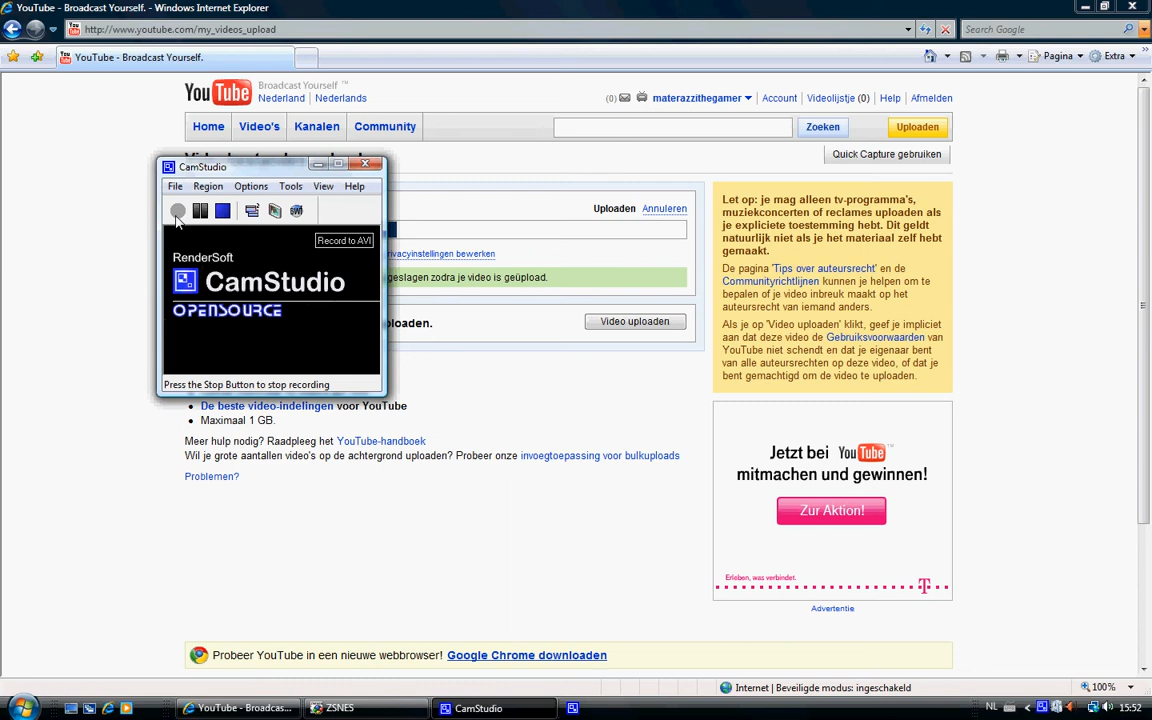 YouTube - Broadcast Yourself. - Windows Internet Explorer
http://www.youtube.com/my_videos_upload
Search Google
YouTube - Broadcast Yourself.
Pagina
Extra
YouTube
Broadcast Yourself ™
Nederland | Nederlands
(0)
materazzithegamer
Account
Videolijstje (0)
Help
Afmelden
Home
Video's
Kanalen
Community
Zoeken
Uploaden
Quick Capture gebruiken
CamStudio
File Region Options Tools View Help
Record to AVI
RenderSoft
CamStudio
OPENSOURCE
Press the Stop Button to stop recording
Uploaden Annuleren
rivacyinstellingen bewerken
geslagen zodra je video is geüpload.
loaden.
Video uploaden
De beste video-indelingen voor YouTube
Maximaal 1 GB.
Meer hulp nodig? Raadpleeg het YouTube-handboek
Wil je grote aantallen video's op de achtergrond uploaden? Probeer onze invoegtoepassing voor bulkuploads
Problemen?
Let op: je mag alleen tv-programma's,
muziekconcerten of reclames uploaden als
je expliciete toestemming hebt. Dit geldt
natuurlijk niet als je het materiaal zelf hebt
gemaakt.
De pagina 'Tips over auteursrecht' en de
Communityrichtlijnen kunnen je helpen om te
bepalen of je video inbreuk maakt op het
auteursrecht van iemand anders.
Als je op 'Video uploaden' klikt, geef je impliciet
aan dat deze video de Gebruiksvoorwaarden van
YouTube niet schendt en dat je eigenaar bent
van alle auteursrechten op deze video, of dat je
bent gemachtigd om de video te uploaden.
Jetzt bei YouTube™
mitmachen und gewinnen!
Zur Aktion!
Erleben, was verbindet.
T
Advertentie
Probeer YouTube in een nieuwe webbrowser! Google Chrome downloaden
Internet | Beveiligde modus: ingeschakeld
100%
YouTube - Broadcas...
ZSNES
CamStudio
NL
15:52